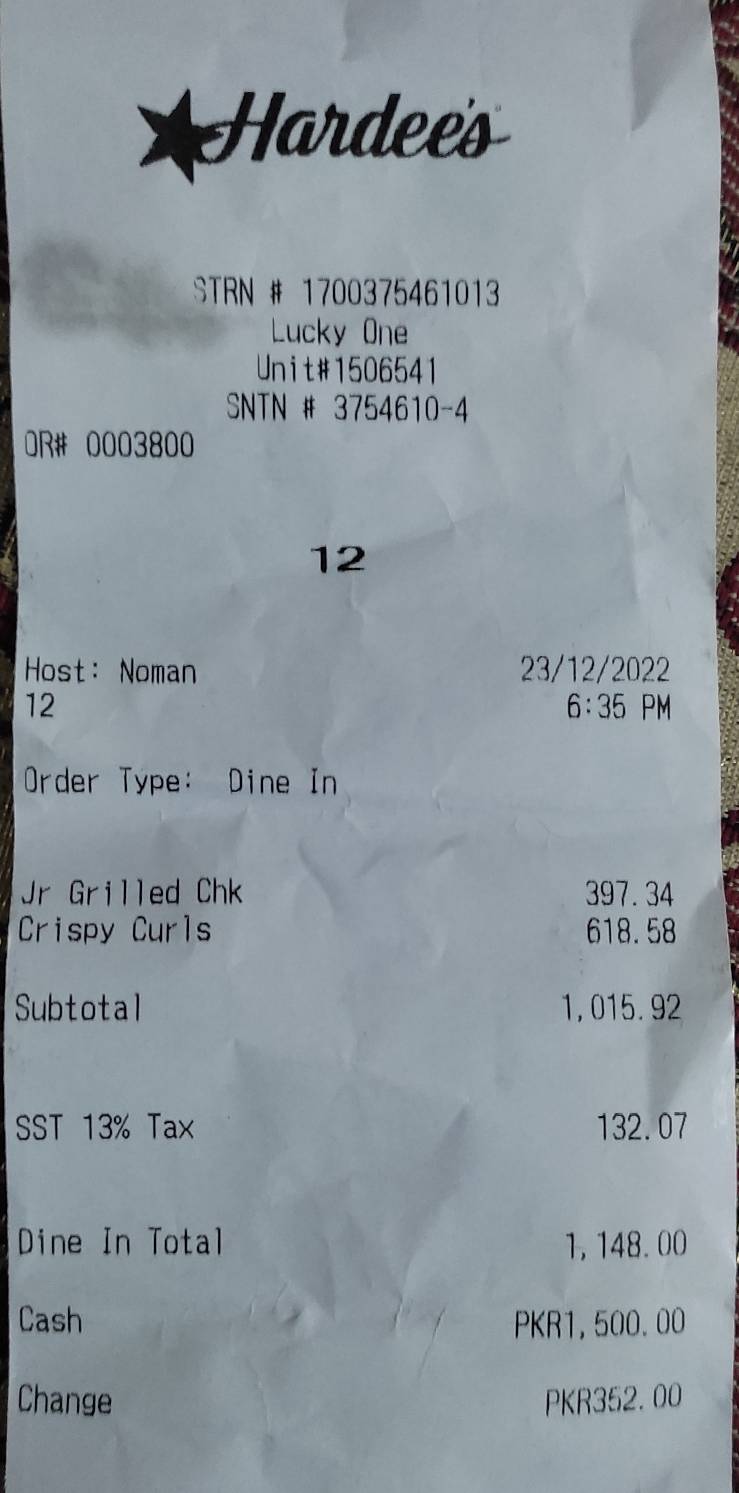 Hardee's
STRN # 1700375461013
Lucky One
Unit#1506541
SNTN # 3754610-4
OR# 0003800
12
Host: Noman 23/12/2022
12 6:35 PM
Order Type: Dine In
Jr Grilled Chk 397.34
Crispy Curls 618.58
Subtotal 1,015.92
SST 13% Tax 132.07
Dine In Total 1,148.00
Cash PKR1,500.00
Change PKR352.00